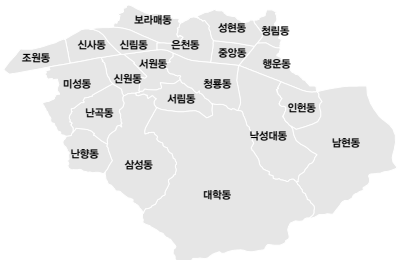 보라매동
성현동
청림동
신사동
신림동
은천동
중앙동
조원동
서원동
행운동
미성동
신원동
청룡동
서림동
인헌동
난곡동
낙성대동
남현동
난향동
삼성동
대학동